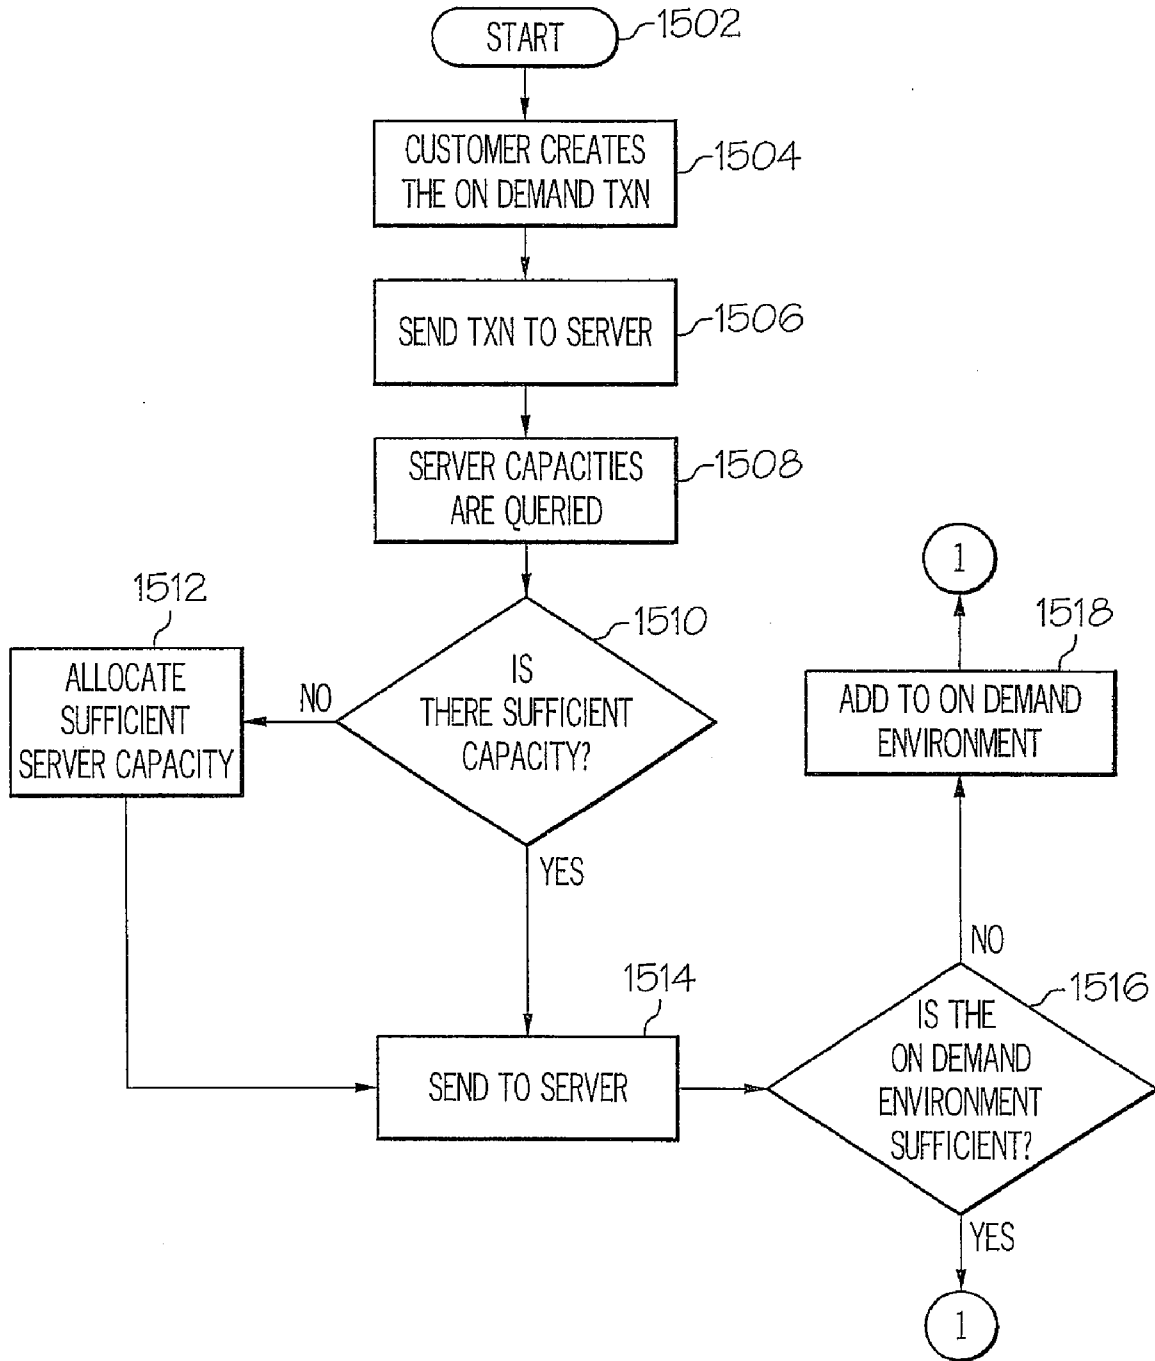 START
1502
CUSTOMER CREATES
THE ON DEMAND TXN
1504
SEND TXN TO SERVER
1506
SERVER CAPACITIES
ARE QUERIED
1508
IS
THERE SUFFICIENT
CAPACITY?
1510
NO
1512
ALLOCATE
SUFFICIENT
SERVER CAPACITY
YES
1514
SEND TO SERVER
1516
IS THE
ON DEMAND
ENVIRONMENT
SUFFICIENT?
NO
1518
ADD TO ON DEMAND
ENVIRONMENT
1
YES
1